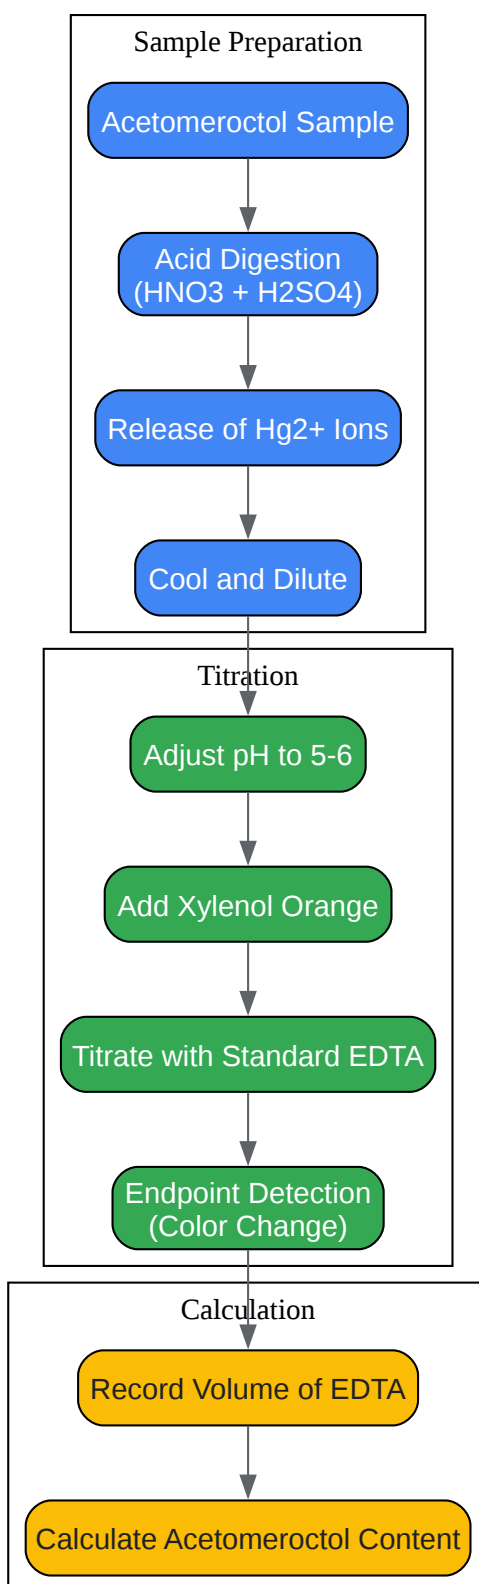 Sample Preparation
Acetomeroctol Sample
Acid Digestion
(HNO3 + H2SO4)
Release of Hg2+ Ions
Cool and Dilute
Titration
Adjust pH to 5-6
Add Xylenol Orange
Titrate with Standard EDTA
Endpoint Detection
(Color Change)
Calculation
Record Volume of EDTA
Calculate Acetomeroctol Content